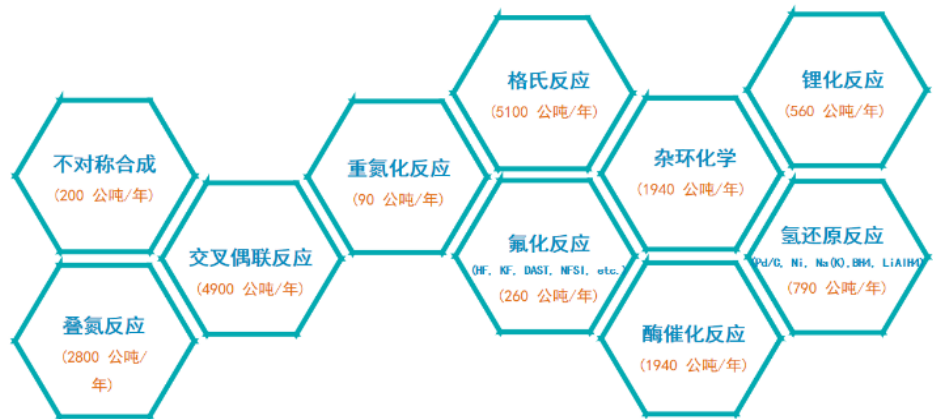 不对称合成
(200 公吨/年)
叠氮反应
(2800 公吨/
年)
交叉偶联反应
(4900 公吨/年)
重氮化反应
(90 公吨/年)
格氏反应
(5100 公吨/年)
氟化反应
(HF, KF, DAST, NFSI, etc.)
(260 公吨/年)
杂环化学
(1940 公吨/年)
酶催化反应
(1940 公吨/年)
锂化反应
(560 公吨/年)
氢还原反应
(Pd/C, Ni, Na(K),BH4, LiAlH4)
(790 公吨/年)